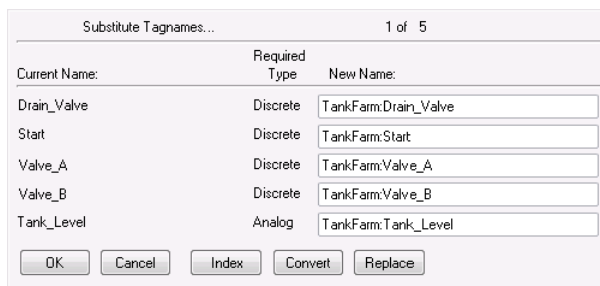 Substitute Tagnames... 1 of 5
Required
Current Name: Type New Name:
Drain_Valve Discrete TankFarm:Drain_Valve
Start Discrete TankFarm:Start
Valve_A Discrete TankFarm:Valve_A
Valve_B Discrete TankFarm:Valve_B
Tank_Level Analog TankFarm:Tank_Level
OK Cancel Index Convert Replace